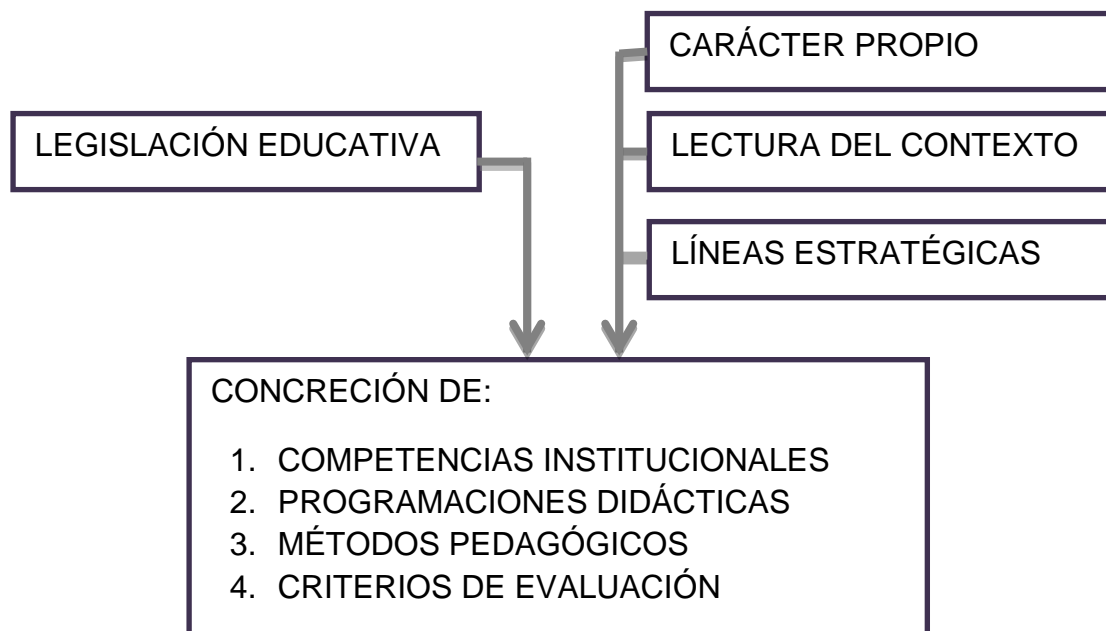 CARÁCTER PROPIO
LEGISLACIÓN EDUCATIVA
LECTURA DEL CONTEXTO
LÍNEAS ESTRATÉGICAS
CONCRECIÓN DE:
1. COMPETENCIAS INSTITUCIONALES
2. PROGRAMACIONES DIDÁCTICAS
3. MÉTODOS PEDAGÓGICOS
4. CRITERIOS DE EVALUACIÓN